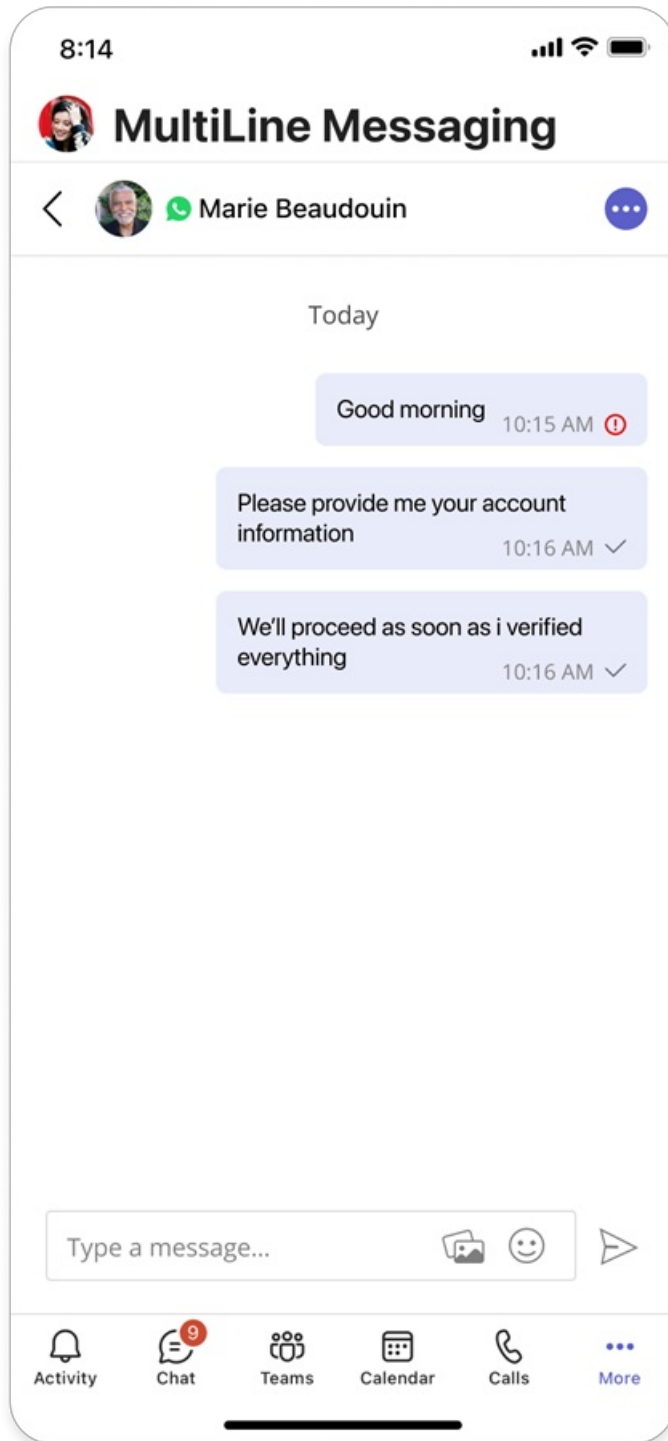 8:14
MultiLine Messaging
Marie Beaudouin
Today
Good morning 10:15 AM
Please provide me your account
information 10:16 AM
We'll proceed as soon as i verified
everything 10:16 AM
Type a message...
9
Activity Chat Teams Calendar Calls More